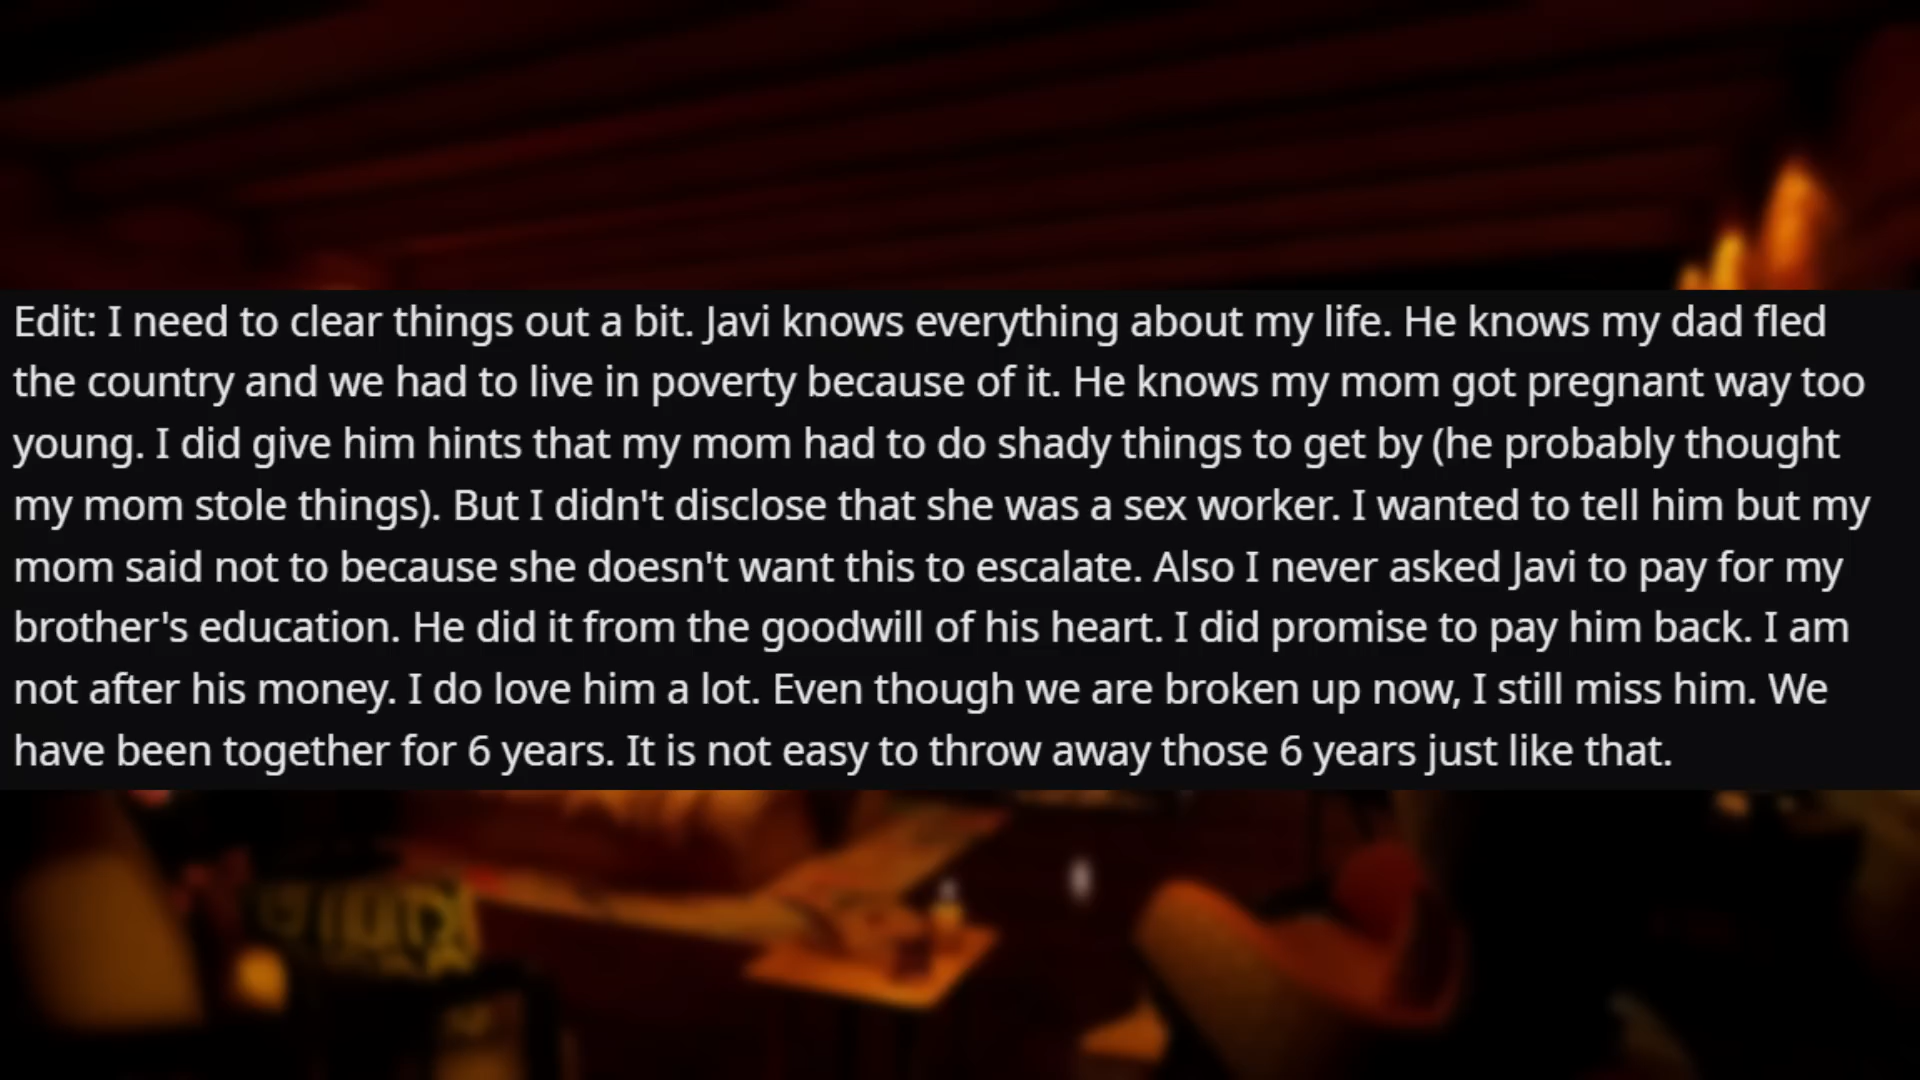 Edit: I need to clear things out a bit. Javi knows everything about my life. He knows my dad fled
the country and we had to live in poverty because of it. He knows my mom got pregnant way too
young. I did give him hints that my mom had to do shady things to get by (he probably thought
my mom stole things). But I didn't disclose that she was a sex worker. I wanted to tell him but my
mom said not to because she doesn't want this to escalate. Also I never asked Javi to pay for my
brother's education. He did it from the goodwill of his heart. I did promise to pay him back. I am
not after his money. I do love him a lot. Even though we are broken up now, I still miss him. We
have been together for 6 years. It is not easy to throw away those 6 years just like that.